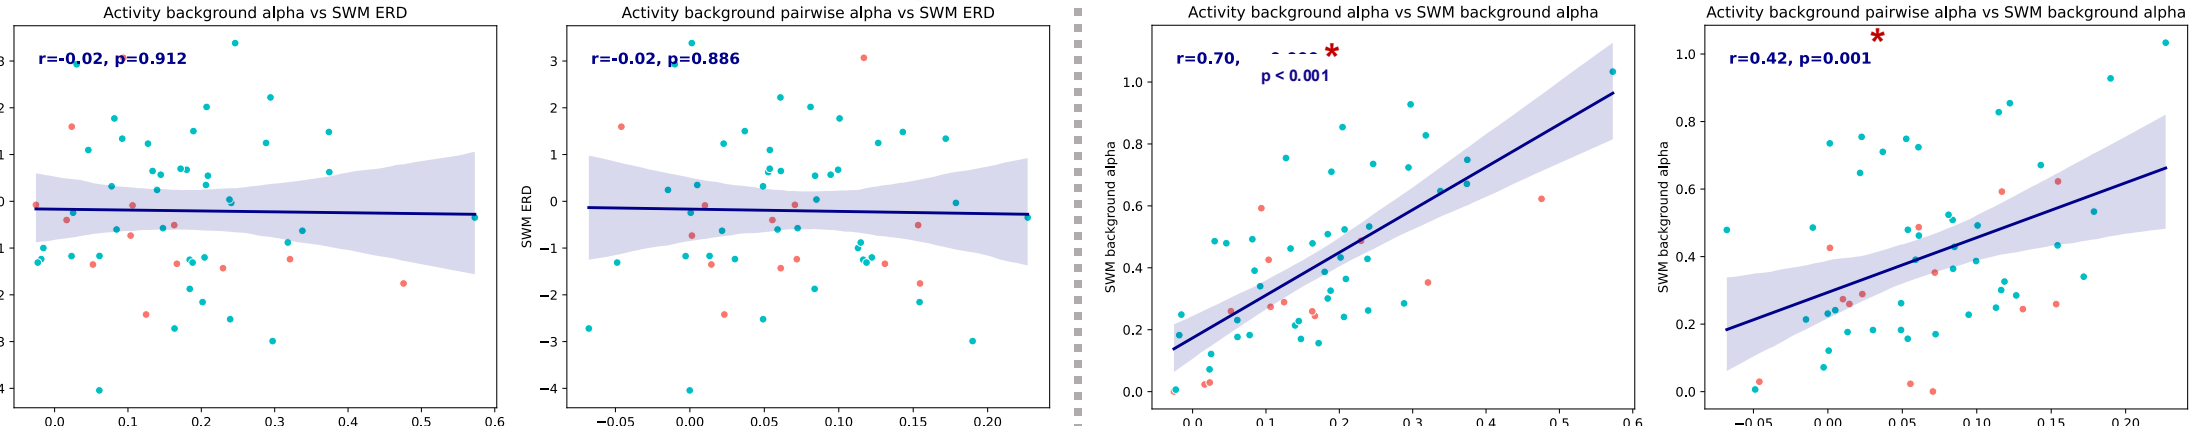 Activity background alpha vs SWM ERD
r=-0.02, p=0.912
3
2
1
0
1
2
3
4
0.0 0.1 0.2 0.3 0.4 0.5 0.6
Activity background pairwise alpha vs SWM ERD
r=-0.02, p=0.886
SWM ERD
3
2
1
0
−1
−2
−3
−4
−0.05 0.00 0.05 0.10 0.15 0.20
Activity background alpha vs SWM background alpha
*
r=0.70,
p < 0.001
SWM background alpha
1.0
0.8
0.6
0.4
0.2
0.0
0.0 0.1 0.2 0.3 0.4 0.5 0.6
Activity background pairwise alpha vs SWM background alpha
*
r=0.42, p=0.001
SWM background alpha
1.0
0.8
0.6
0.4
0.2
0.0
−0.05 0.00 0.05 0.10 0.15 0.20